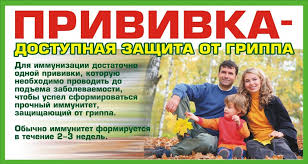 ПРИВИВКА-
ДОСТУПНАЯ ЗАЩИТА ОТ ГРИППА
Для иммунизации достаточно
одной прививки, которую
необходимо проводить до
подъема заболеваемости,
чтобы успел сформироваться
прочный иммунитет,
защищающий от гриппа.
Обычно иммунитет формируется
в течение 2–3 недель.